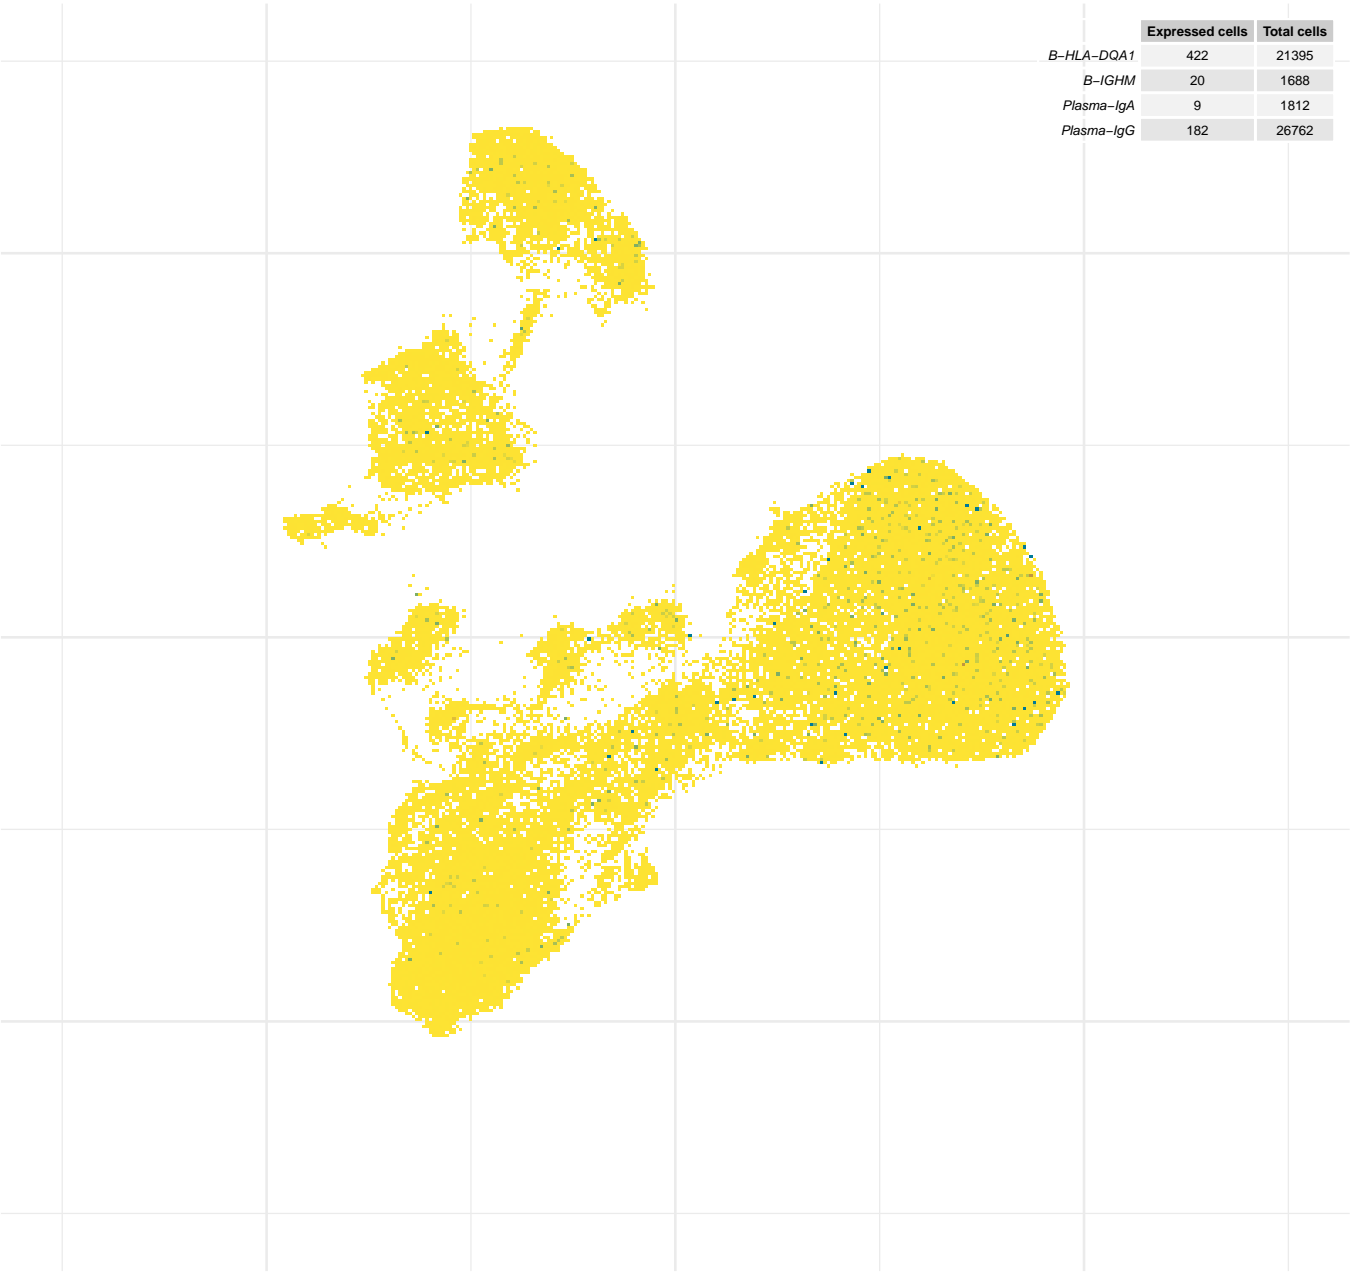 Expressed cells Total cells
B−HLA−DQA1 422 21395
B−IGHM 20 1688
Plasma−IgA 9 1812
Plasma−IgG 182 26762